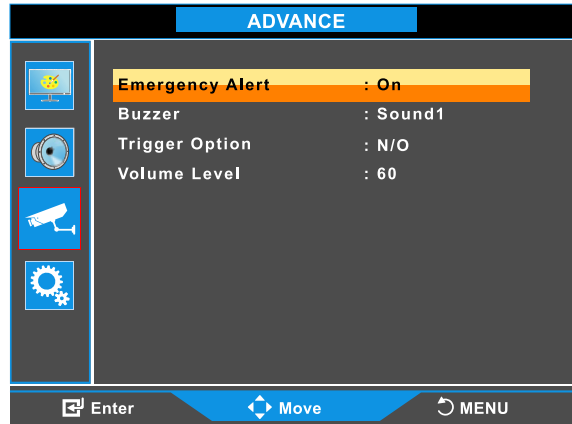 ADVANCE
Emergency Alert : On
Buzzer : Sound1
Trigger Option : N/O
Volume Level : 60
Enter Move MENU